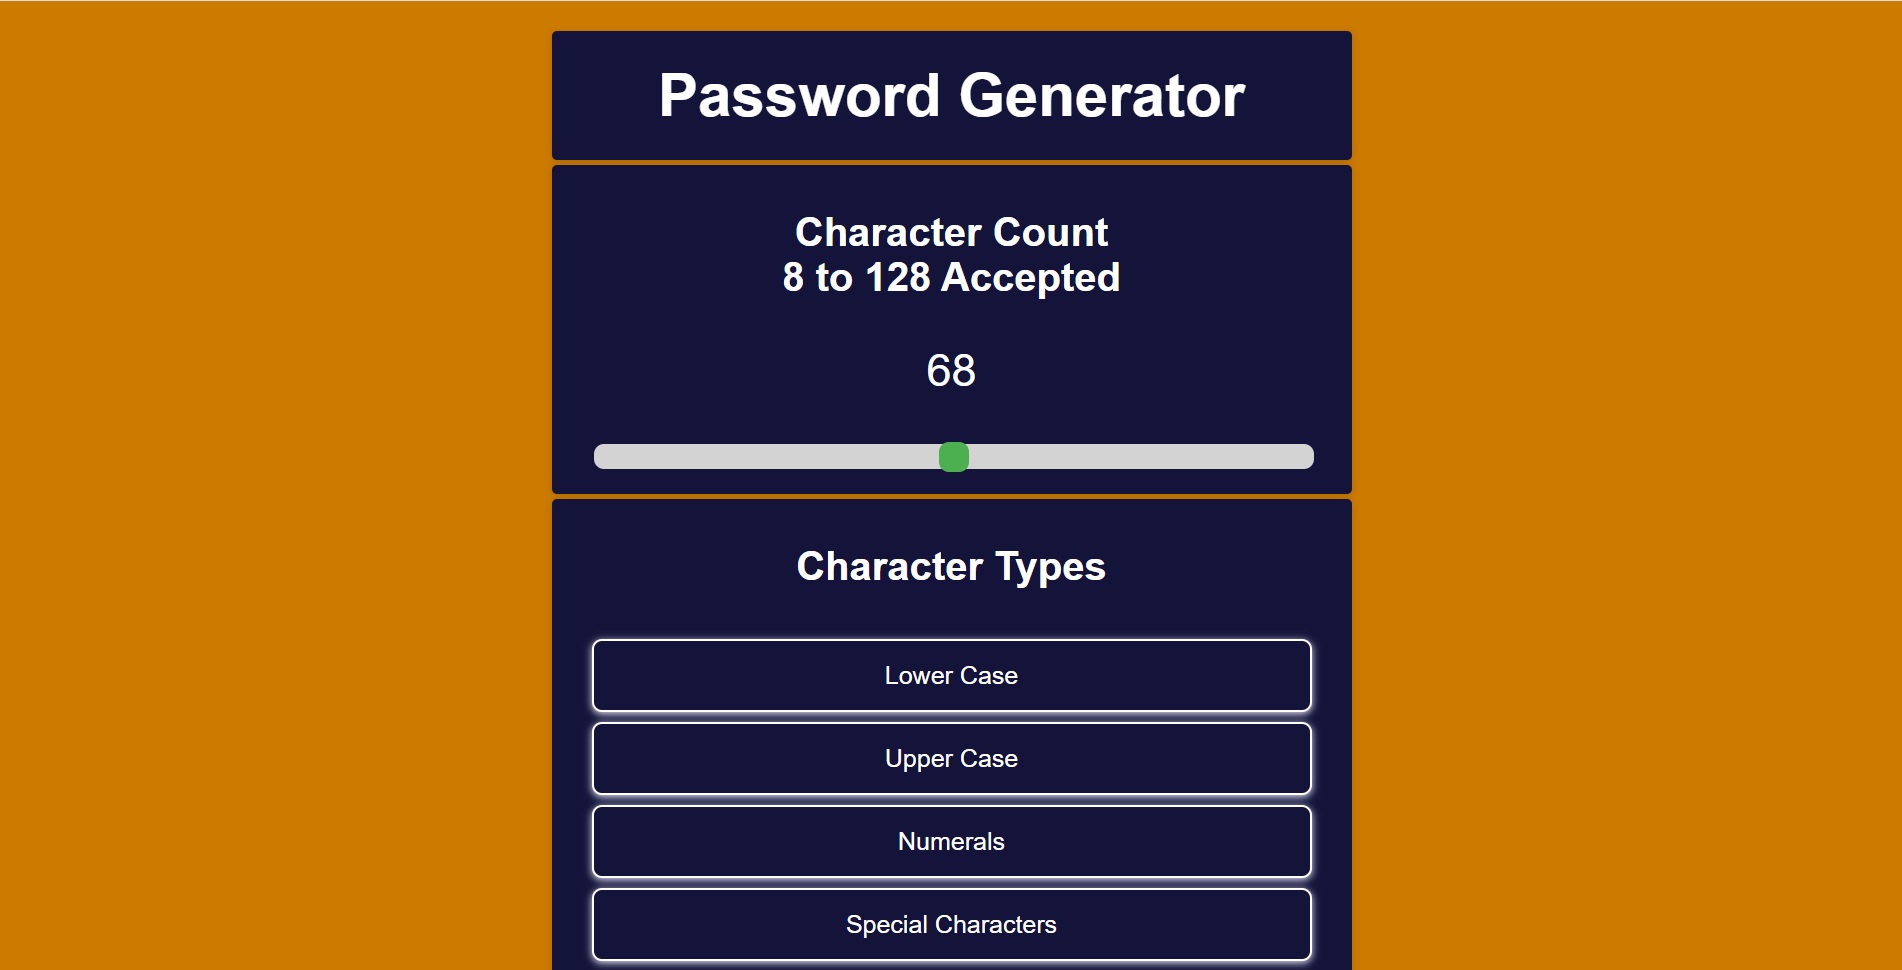 Password Generator
Character Count
8 to 128 Accepted
68
Character Types
Lower Case
Upper Case
Numerals
Special Characters